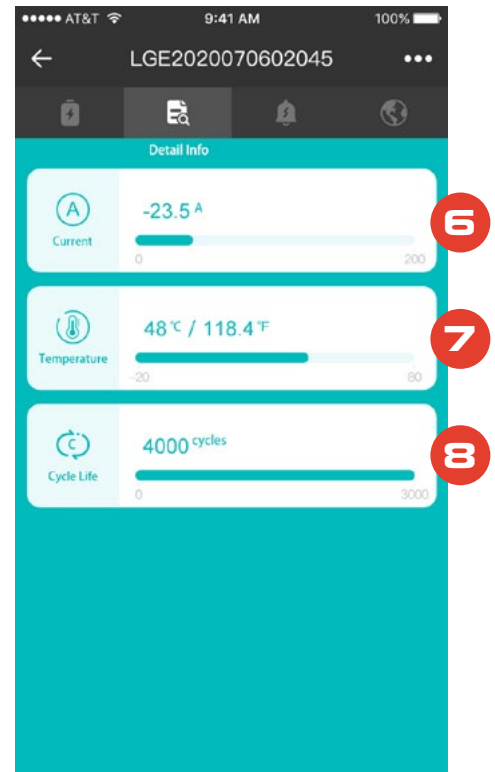 AT&T 9:41 AM 100%
LGE2020070602045
Detail Info
A
Current
-23.5 A
0 200
6
Temperature
48 ℃ / 118.4 ℉
-20 80
7
C
Cycle Life
4000 cycles
0 3000
8